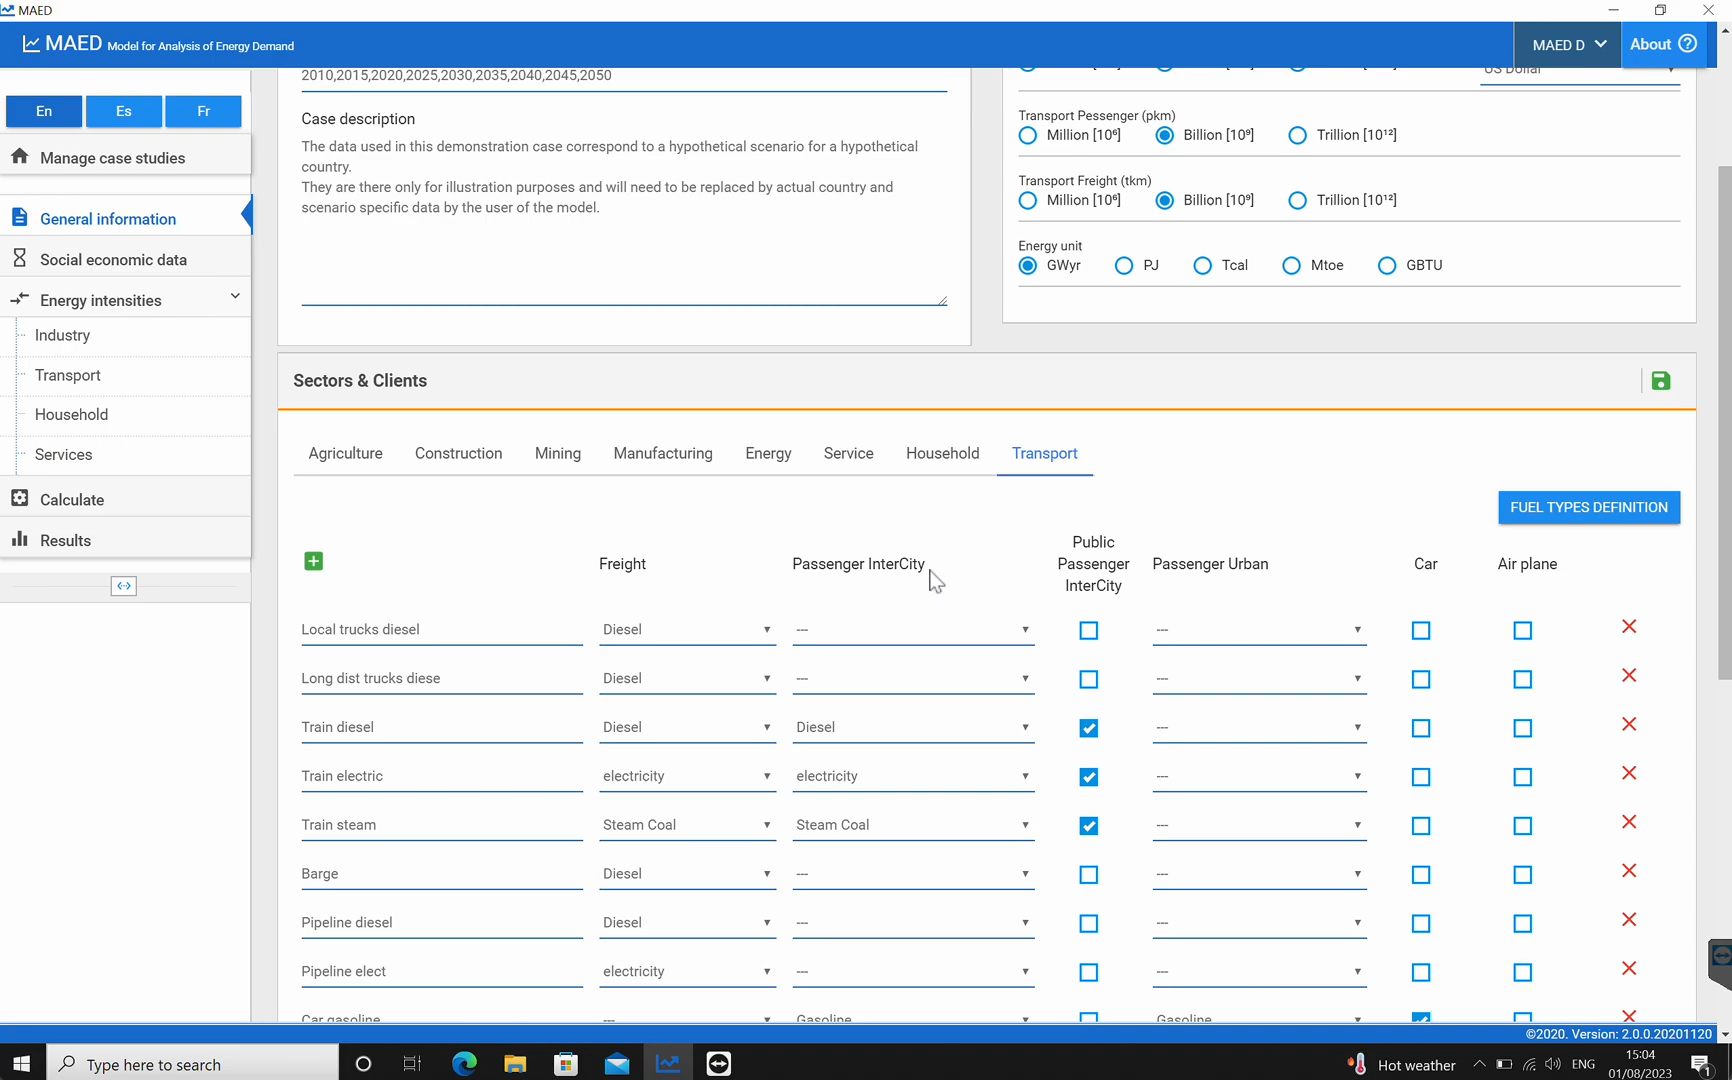 MAED
MAED Model for Analysis of Energy Demand
MAED D
About
En Es Fr
Manage case studies
General information
Social economic data
Energy intensities
Industry
Transport
Household
Services
Calculate
Results
2010,2015,2020,2025,2030,2035,2040,2045,2050
Case description
The data used in this demonstration case correspond to a hypothetical scenario for a hypothetical
country.
They are there only for illustration purposes and will need to be replaced by actual country and
scenario specific data by the user of the model.
US Dollar
Transport Pessenger (pkm)
Million [10⁶] Billion [10⁹] Trillion [10¹²]
Transport Freight (tkm)
Million [10⁶] Billion [10⁹] Trillion [10¹²]
Energy unit
GWyr PJ Tcal Mtoe GBTU
Sectors & Clients
Agriculture Construction Mining Manufacturing Energy Service Household Transport
FUEL TYPES DEFINITION
Freight Passenger InterCity Public Passenger InterCity Passenger Urban Car Air plane
Local trucks diesel Diesel --- ---
Long dist trucks diese Diesel --- ---
Train diesel Diesel Diesel ---
Train electric electricity electricity ---
Train steam Steam Coal Steam Coal ---
Barge Diesel --- ---
Pipeline diesel Diesel --- ---
Pipeline elect electricity --- ---
Car gasoline --- Gasoline Gasoline
©2020. Version: 2.0.0.20201120
Type here to search
Hot weather
ENG
15:04
01/08/2023
1